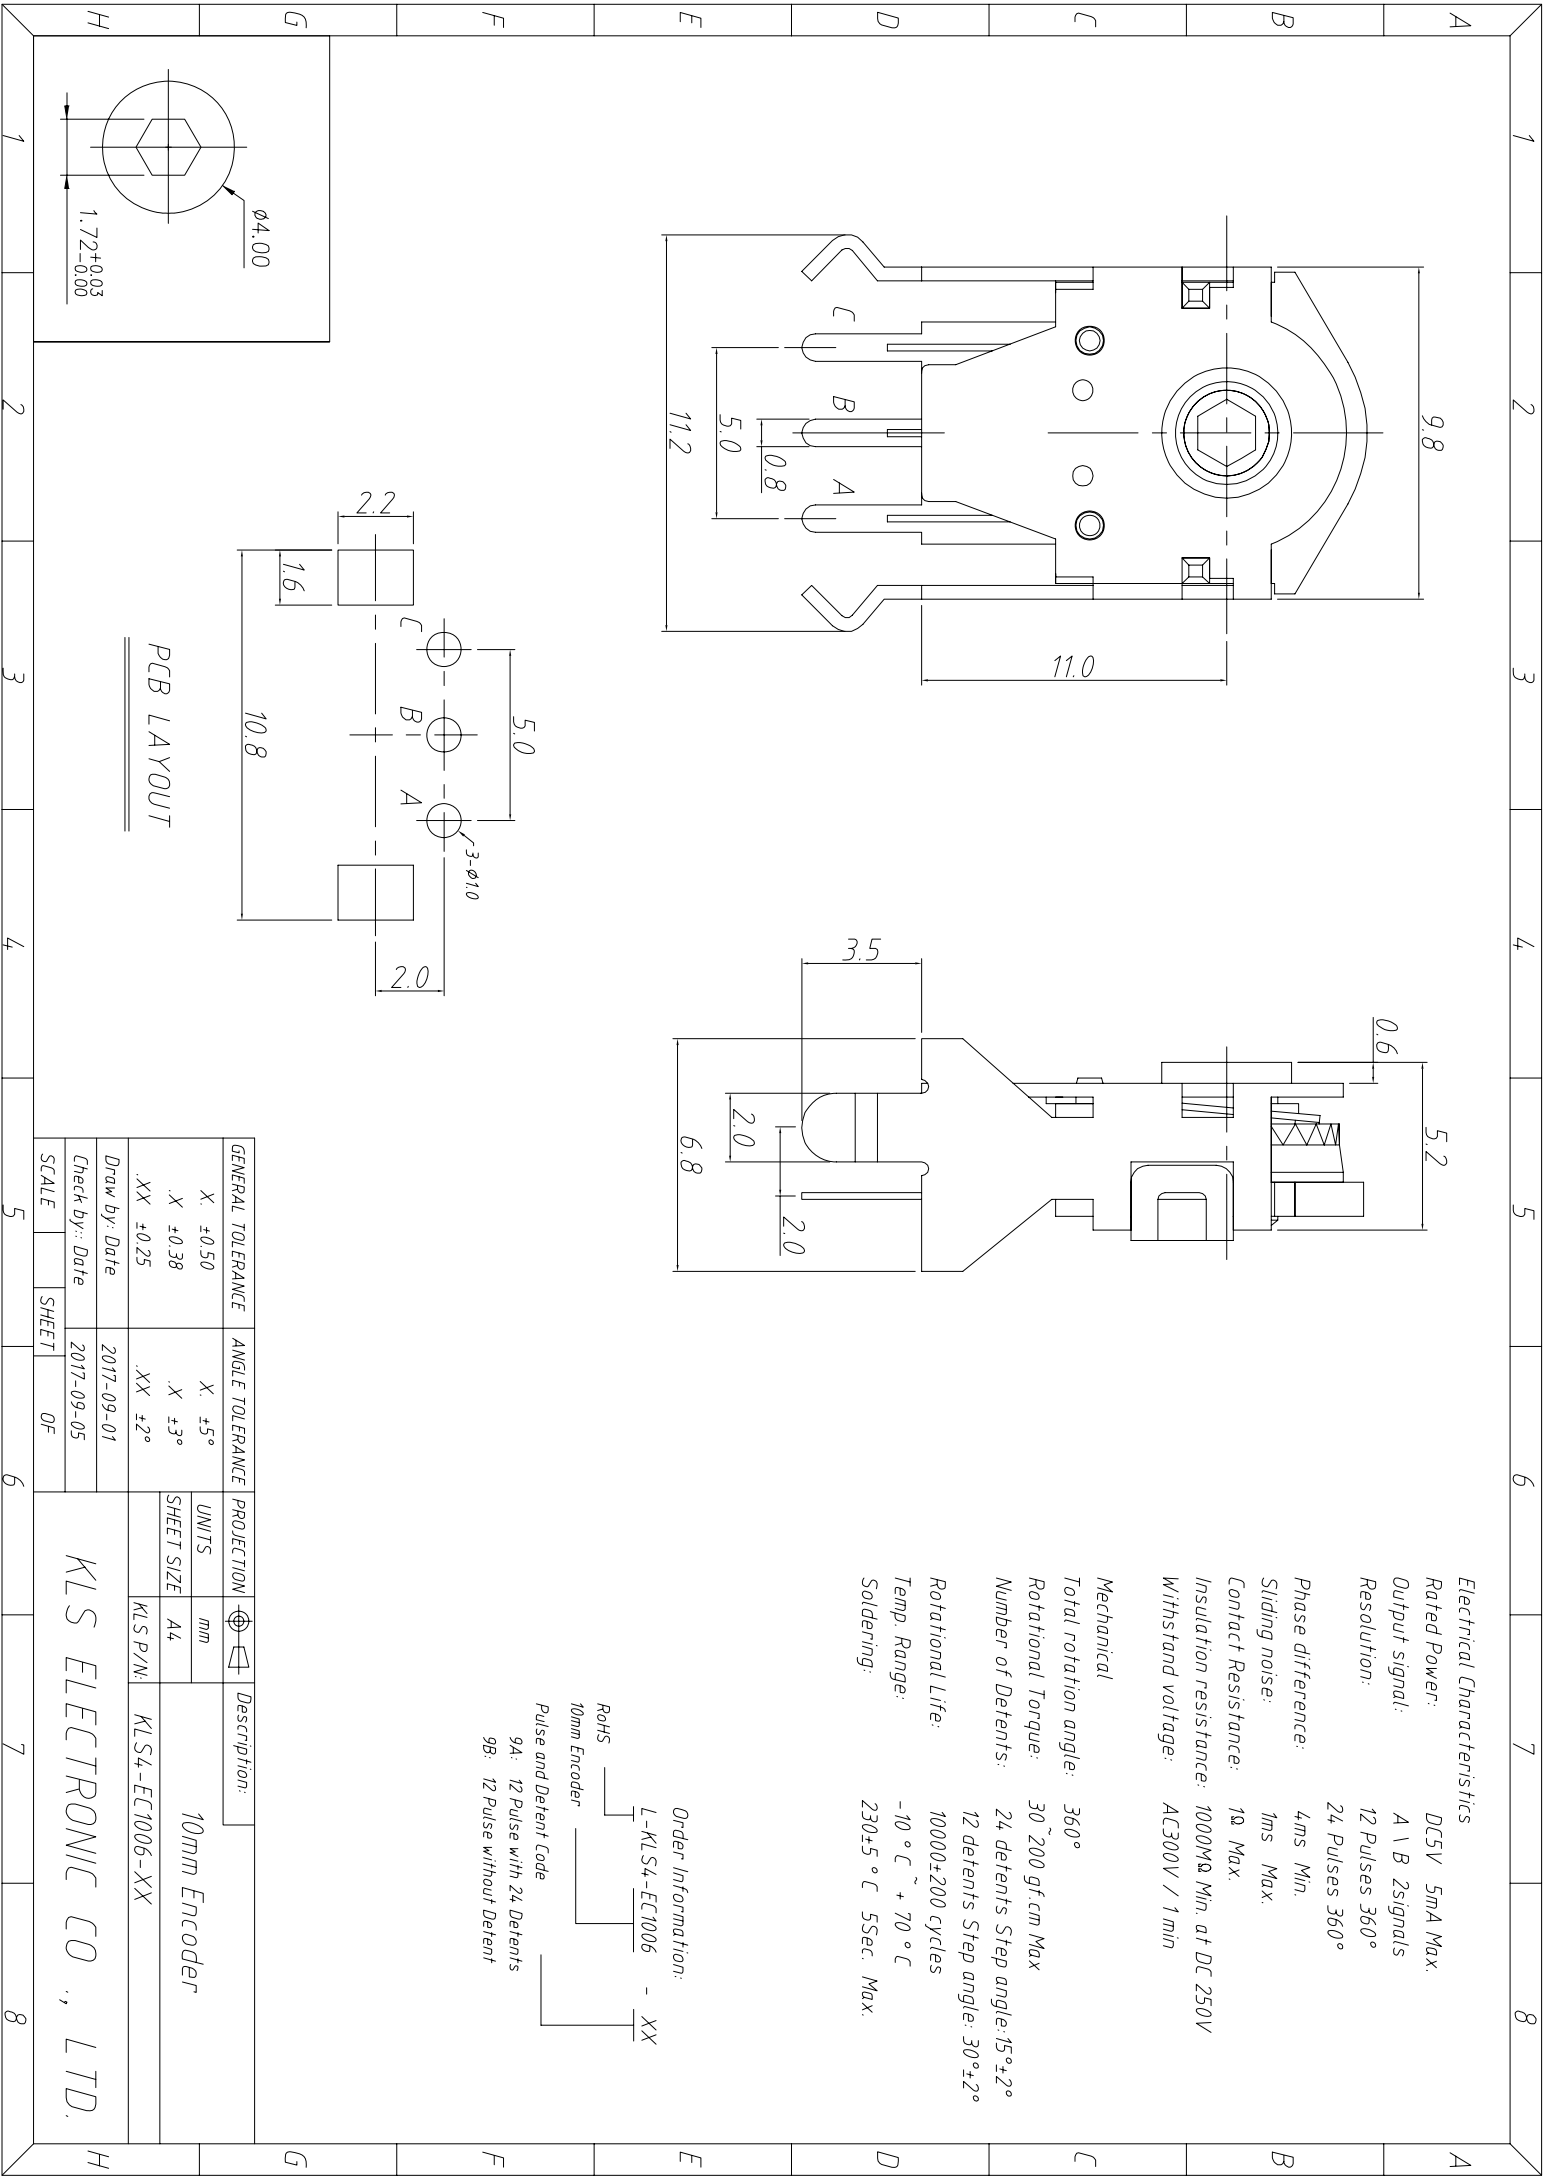 1 2 3 4 5 6 7 8
A
B
C
D
E
F
G
H
9.8
11.0
C B A
0.8
5.0
11.2
0.6
5.2
3.5
2.0
2.0
6.8
Electrical Characteristics
Rated Power: DC5V 5mA Max.
Output signal: A \ B 2signals
Resolution: 12 Pulses 360°
24 Pulses 360°
Phase difference: 4ms Min.
Sliding noise: 1ms Max.
Contact Resistance: 1Ω Max.
Insulation resistance: 1000MΩ Min. at DC 250V
Withstand voltage: AC300V / 1 min
Mechanical
Total rotation angle: 360°
Rotational Torque: 30~200 gf.cm Max
Number of Detents: 24 detents Step angle:15°±2°
12 detents Step angle: 30°±2°
Rotational Life: 10000±200 cycles
Temp. Range: -10 °C ~ +70 °C
Soldering: 230±5 °C 5Sec. Max.
Order Information:
L-KLS4-EC1006 - XX
RoHS
10mm Encoder
Pulse and Detent Code
9A: 12 Pulse with 24 Detents
9B: 12 Pulse without Detent
5.0
3-ø1.0
C B A
2.2
1.6
10.8
2.0
PCB LAYOUT
ø4.00
1.72+0.03
-0.00
GENERAL TOLERANCE ANGLE TOLERANCE PROJECTION Description:
X. ±0.50 X. ±5° UNITS mm
.X ±0.38 .X ±3° SHEET SIZE A4 10mm Encoder
.XX ±0.25 .XX ±2° KLS P/N: KLS4-EC1006-XX
Draw by: Date 2017-09-01
Check by: Date 2017-09-05
KLS ELECTRONIC CO ., LTD.
SCALE SHEET OF
1 2 3 4 5 6 7 8
A
B
C
D
E
F
G
H